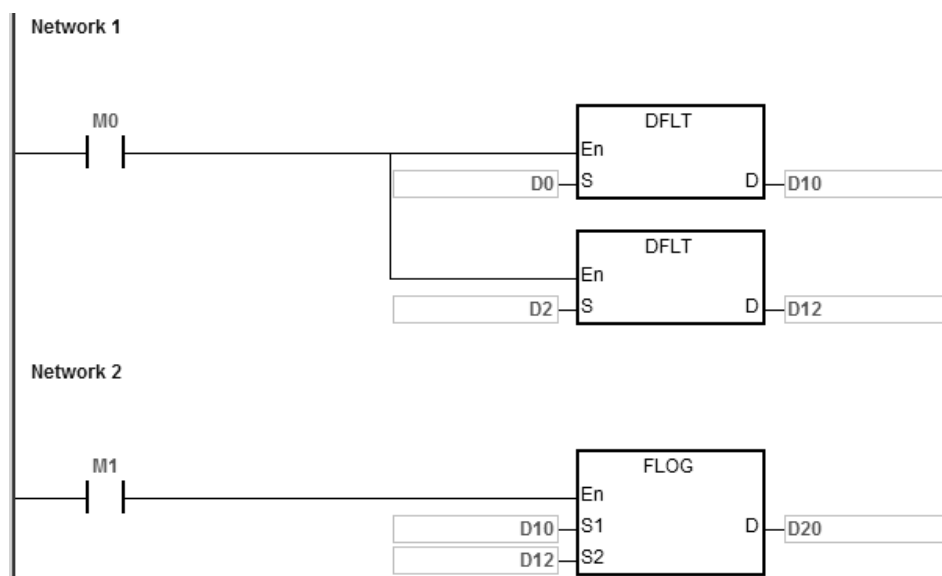 Network 1
M0
DFLT
En
D0 S D D10
DFLT
En
D2 S D D12
Network 2
M1
FLOG
En
D10 S1 D D20
D12 S2